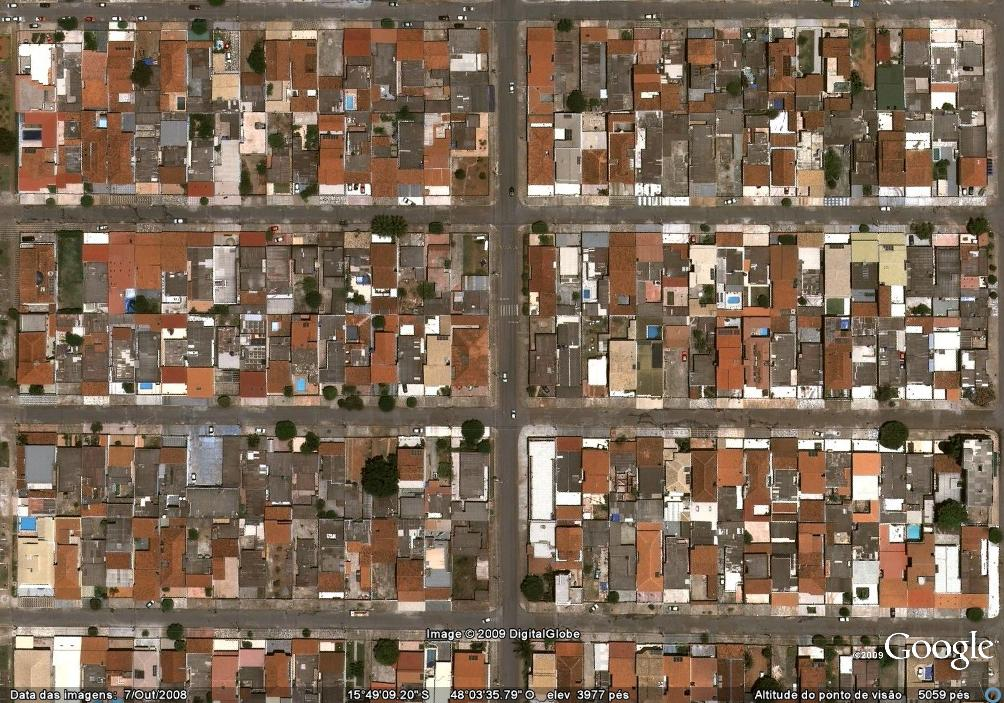 Image © 2009 DigitalGlobe
©2009 Google
Data das imagens: 7/Out/2008 15°49'09.20" S 48°03'35.79" O elev 3977 pés Altitude do ponto de visão 5059 pés